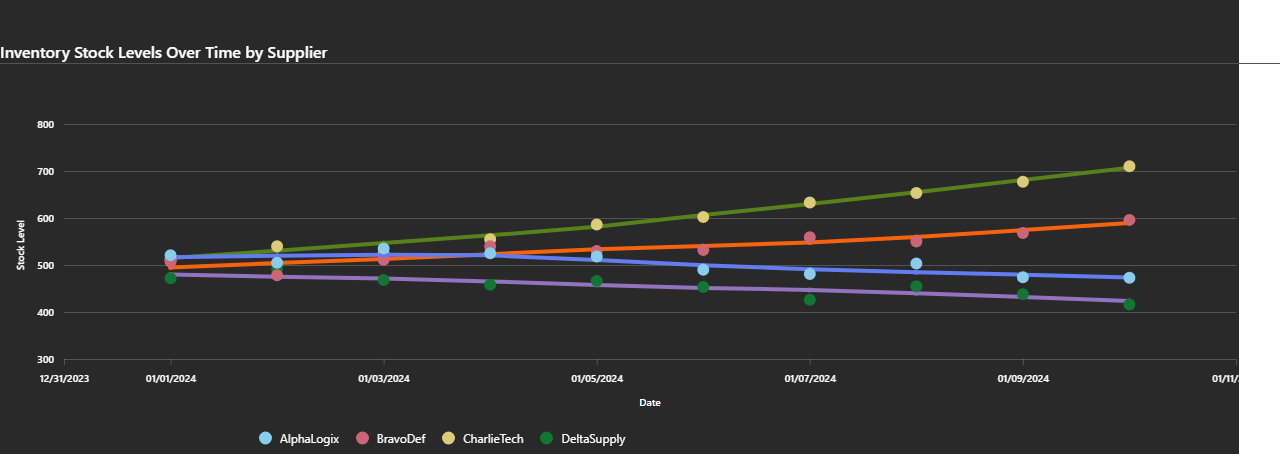 Inventory Stock Levels Over Time by Supplier
800
700
600
500
400
300
Stock Level
12/31/2023 01/01/2024 01/03/2024 01/05/2024 01/07/2024 01/09/2024 01/11/
Date
AlphaLogix BravoDef CharlieTech DeltaSupply